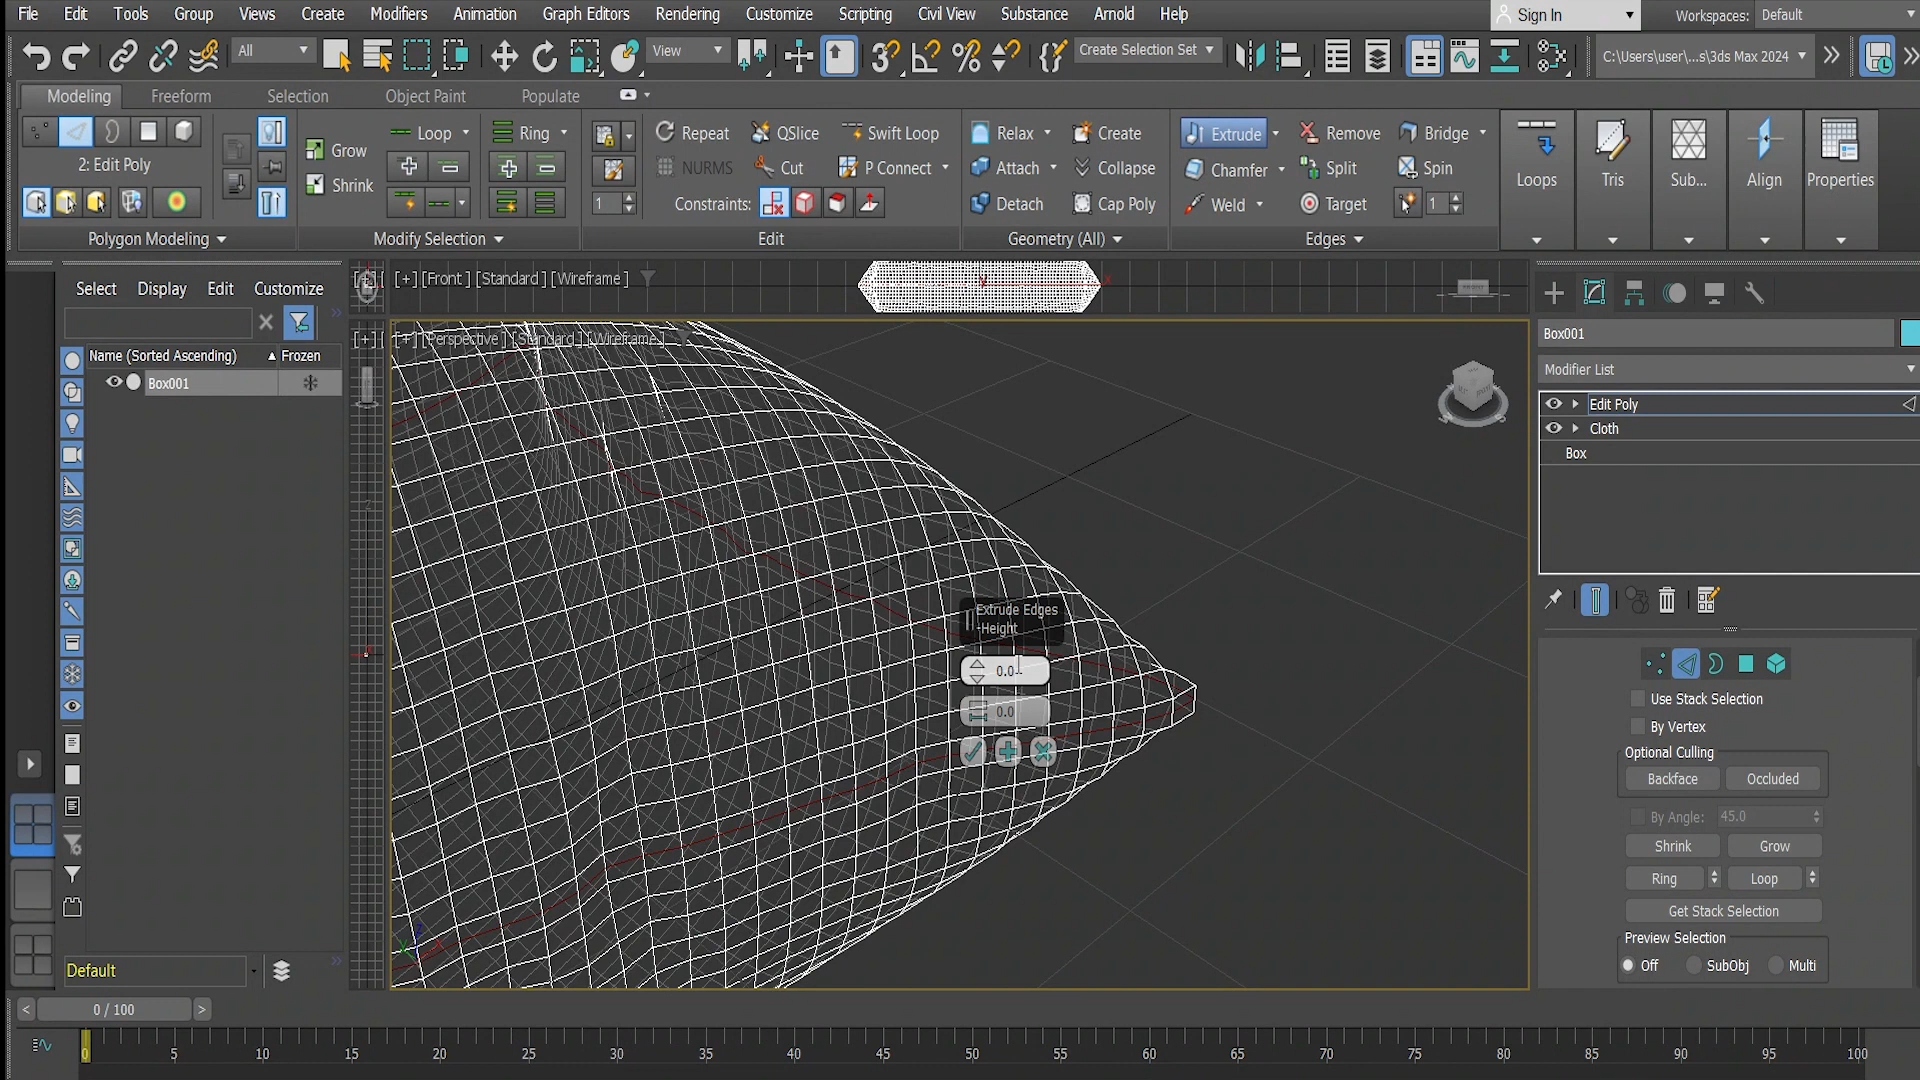 File Edit Tools Group Views Create Modifiers Animation Graph Editors Rendering Customize Scripting Civil View Substance Arnold Help Sign In Workspaces: Default
All View Create Selection Set C:\Users\user\...s\3ds Max 2024
Modeling Freeform Selection Object Paint Populate
Loop Ring Repeat QSlice Swift Loop Relax Create Extrude Remove Bridge
2: Edit Poly Grow NURMS Cut P Connect Attach Collapse Chamfer Split Spin Loops Tris Sub... Align Properties
Shrink 1 Constraints: Detach Cap Poly Weld Target 1
Polygon Modeling Modify Selection Edit Geometry (All) Edges
Select Display Edit Customize
[+] [Front ] [Standard ] [Wireframe ]
Box001
[+] [Perspective ] [Standard ] [Wireframe ]
Name (Sorted Ascending) Frozen
Box001
Modifier List
Edit Poly
Cloth
Box
Extrude Edges
-Height
0.0
0.0
Use Stack Selection
By Vertex
Optional Culling
Backface Occluded
By Angle: 45.0
Shrink Grow
Ring Loop
Get Stack Selection
Preview Selection
Off SubObj Multi
Default
< 0 / 100 >
0 5 10 15 20 25 30 35 40 45 50 55 60 65 70 75 80 85 90 95 100